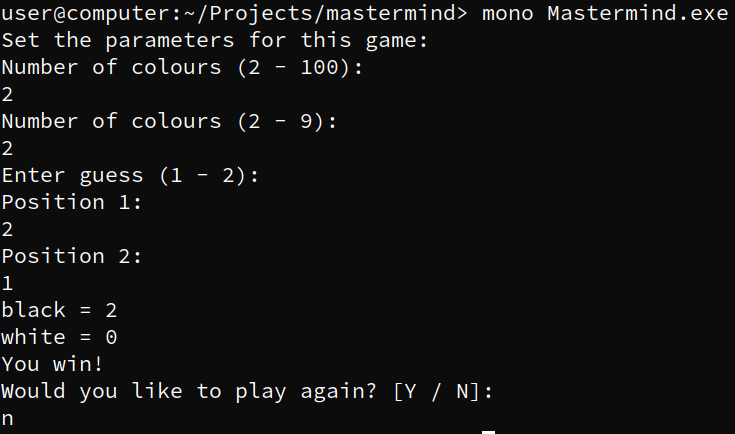 user@computer:~/Projects/mastermind> mono Mastermind.exe
Set the parameters for this game:
Number of colours (2 - 100):
2
Number of colours (2 - 9):
2
Enter guess (1 - 2):
Position 1:
2
Position 2:
1
black = 2
white = 0
You win!
Would you like to play again? [Y / N]:
n